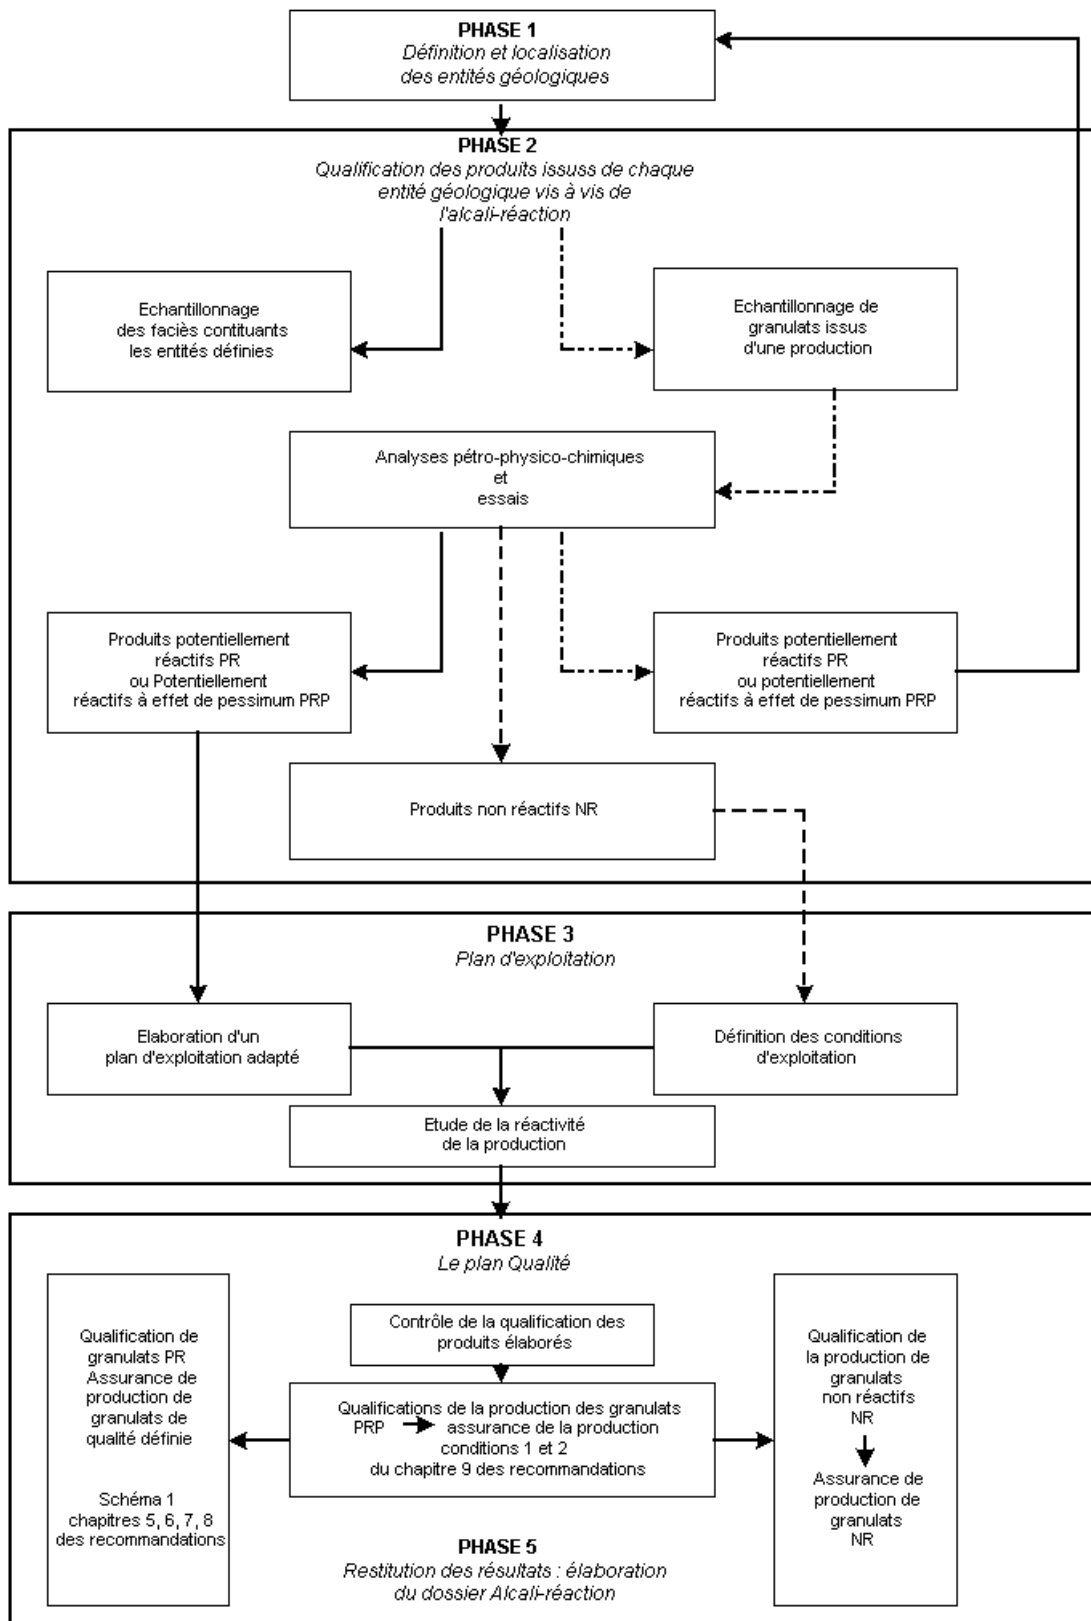 PHASE 1
Définition et localisation
des entités géologiques
PHASE 2
Qualification des produits issuss de chaque
entité géologique vis à vis de
l'alcali-réaction
Echantillonnage
des faciès contituants
les entités définies
Echantillonnage de
granulats issus
d'une production
Analyses pétro-physico-chimiques
et
essais
Produits potentiellement
réactifs PR
ou Potentiellement
réactifs à effet de pessimum PRP
Produits potentiellement
réactifs PR
ou potentiellement
réactifs à effet de pessimum PRP
Produits non réactifs NR
PHASE 3
Plan d'exploitation
Elaboration d'un
plan d'exploitation adapté
Définition des conditions
d'exploitation
Etude de la réactivité
de la production
PHASE 4
Le plan Qualité
Qualification de
granulats PR
Assurance de
production de
granulats de
qualité définie
Schéma 1
chapitres 5, 6, 7, 8
des recommandations
Contrôle de la qualification des
produits élaborés
Qualifications de la production des granulats
PRP assurance de la production
conditions 1 et 2
du chapitre 9 des recommandations
Qualification de
la production de
granulats
non réactifs
NR
Assurance de
production de
granulats
NR
PHASE 5
Restitution des résultats : élaboration
du dossier Alcali-réaction